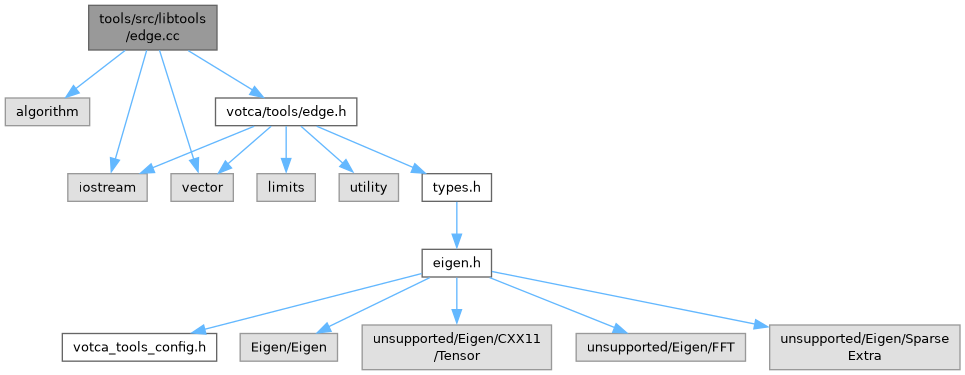 tools/src/libtools
/edge.cc
algorithm
votca/tools/edge.h
iostream
vector
limits
utility
types.h
eigen.h
votca_tools_config.h
Eigen/Eigen
unsupported/Eigen/CXX11
/Tensor
unsupported/Eigen/FFT
unsupported/Eigen/Sparse
Extra